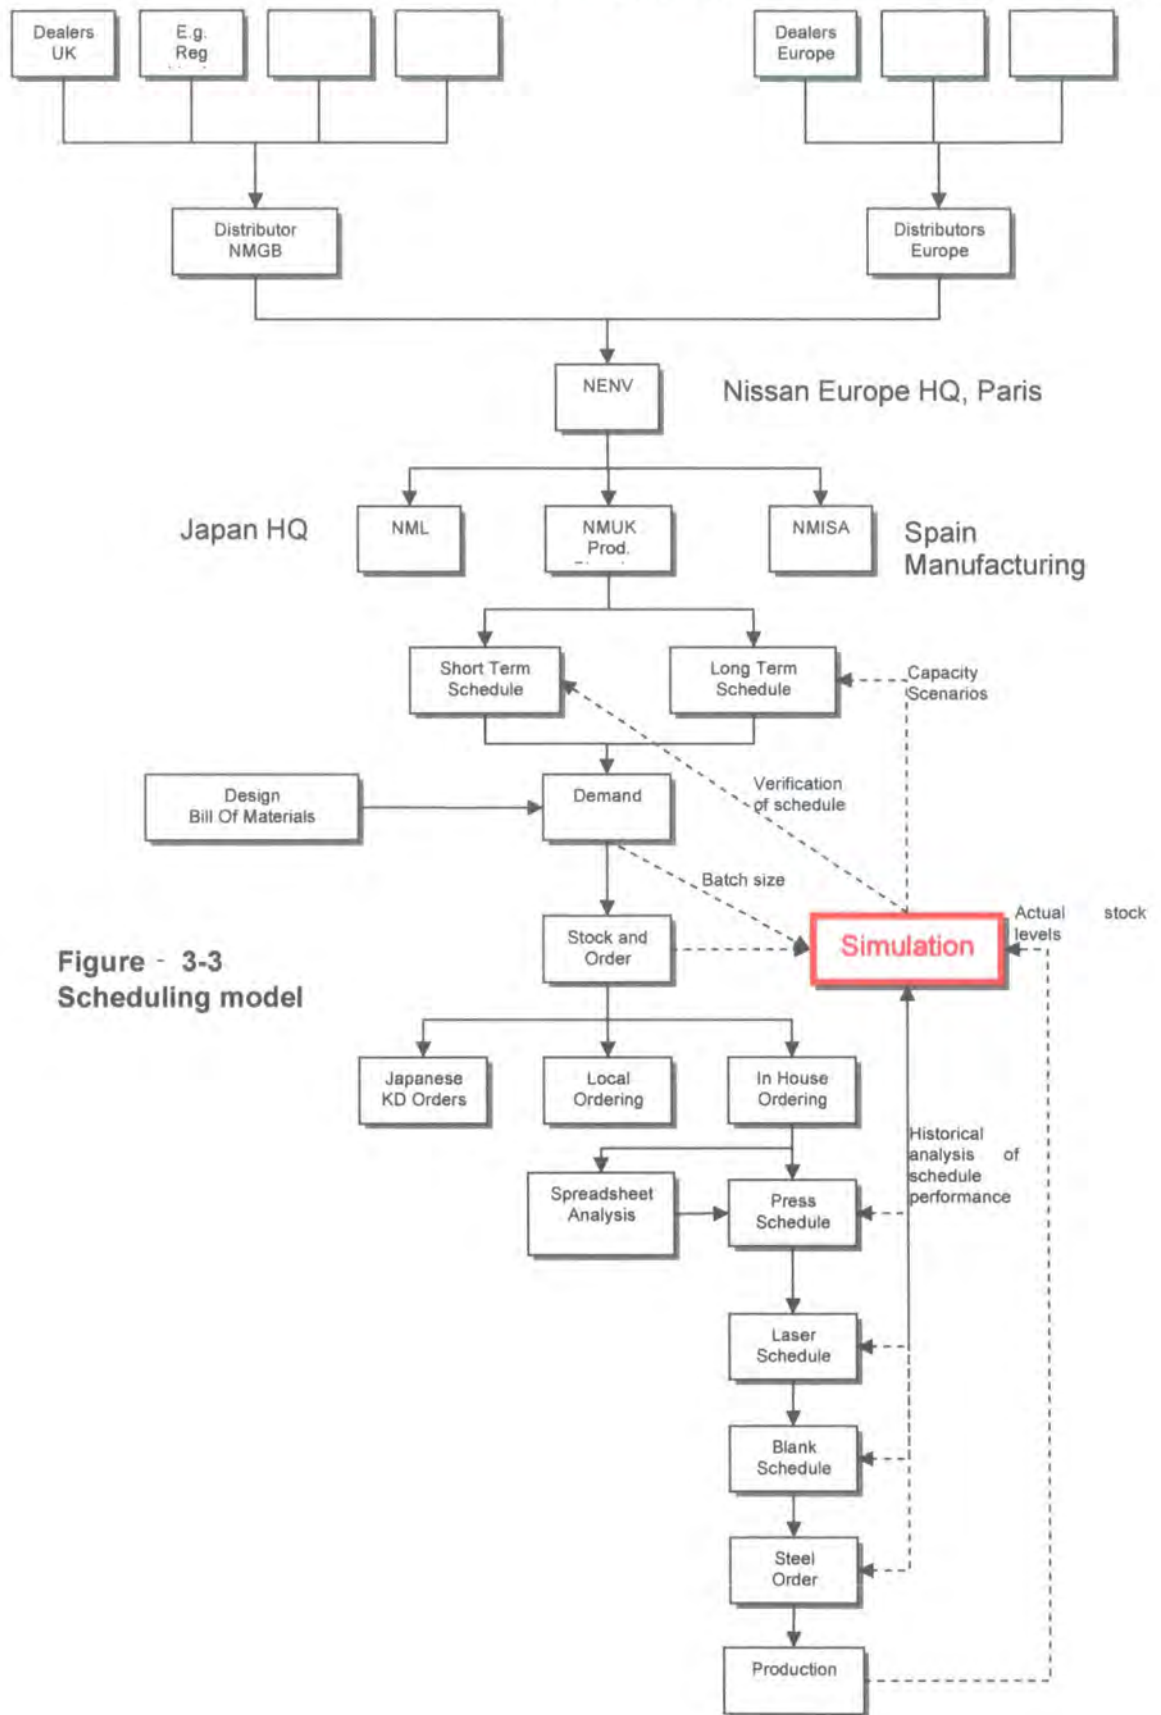 Dealers
UK
E.g.
Reg
Dealers
Europe
Distributor
NMGB
Distributors
Europe
NENV
Nissan Europe HQ, Paris
Japan HQ
NML
NMUK
Prod.
NMISA
Spain
Manufacturing
Short Term
Schedule
Long Term
Schedule
Capacity
Scenarios
Verification
of schedule
Design
Bill Of Materials
Demand
Batch size
Stock and
Order
Simulation
Actual stock
levels
Figure - 3-3
Scheduling model
Japanese
KD Orders
Local
Ordering
In House
Ordering
Historical
analysis of
schedule
performance
Spreadsheet
Analysis
Press
Schedule
Laser
Schedule
Blank
Schedule
Steel
Order
Production